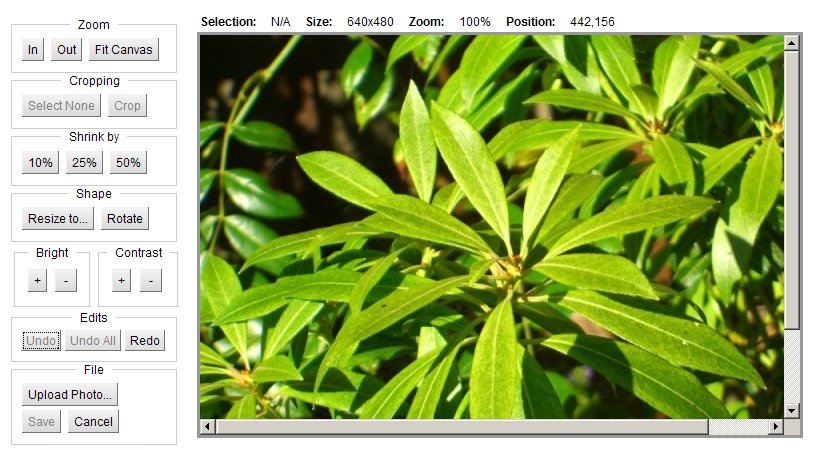 Selection: N/A Size: 640x480 Zoom: 100% Position: 442,156
Zoom
In Out Fit Canvas
Cropping
Select None Crop
Shrink by
10% 25% 50%
Shape
Resize to... Rotate
Bright Contrast
+ - + -
Edits
Undo Undo All Redo
File
Upload Photo...
Save Cancel